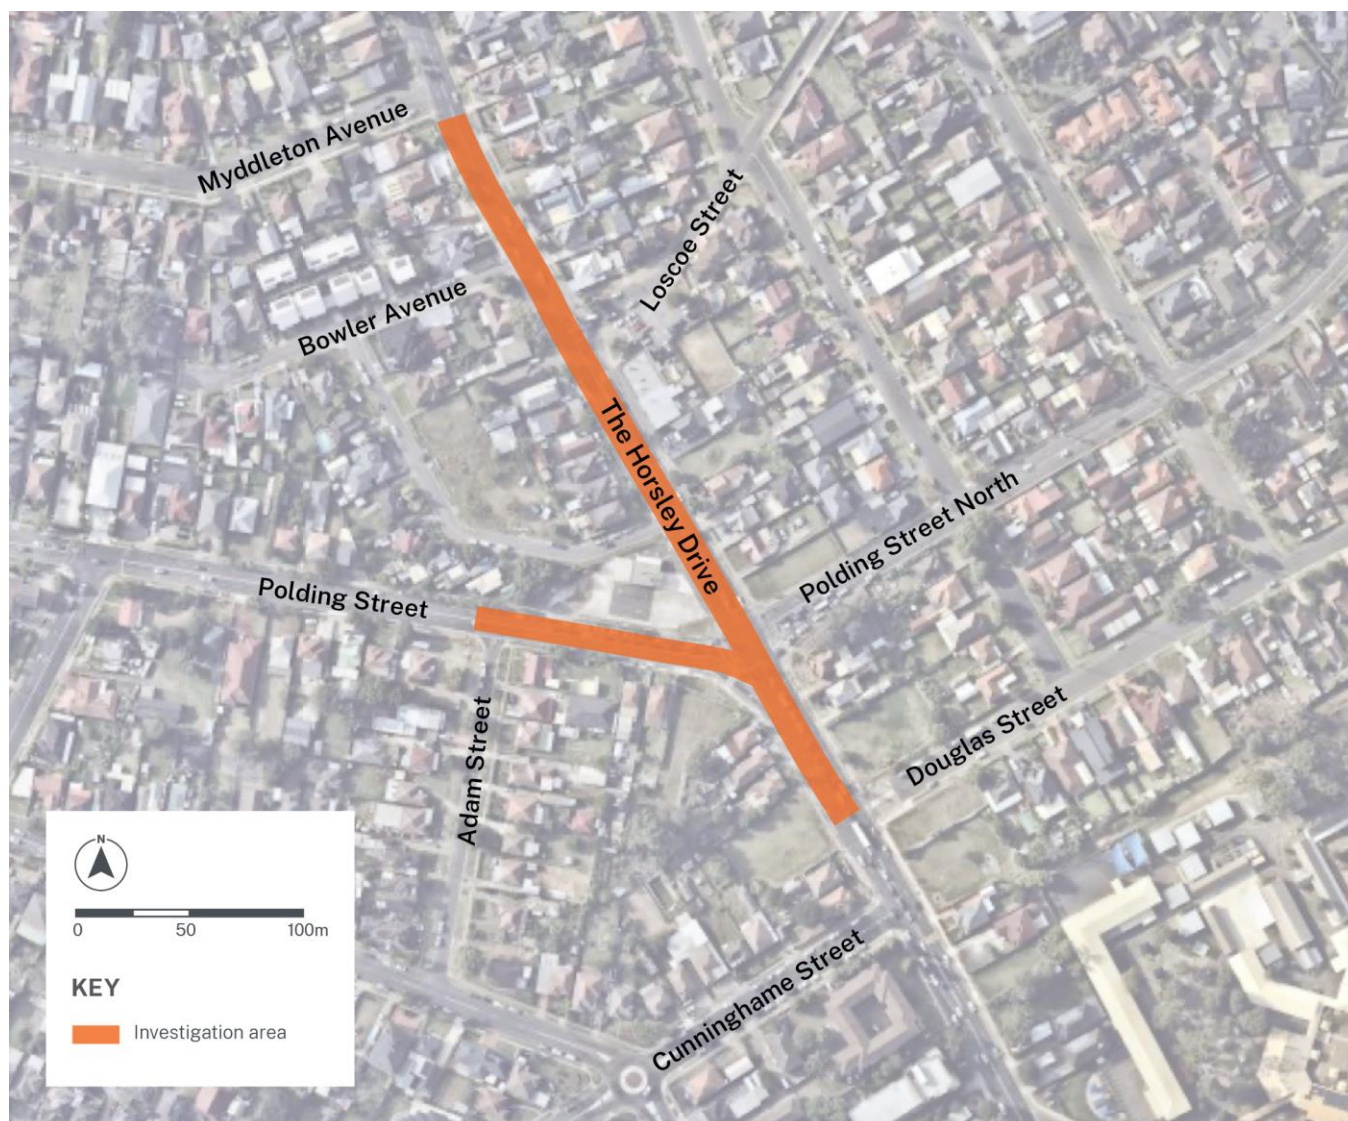 Myddleton Avenue
Loscoe Street
Bowler Avenue
The Horsley Drive
Polding Street North
Polding Street
Douglas Street
Adam Street
Cunninghame Street
N
0 50 100m
KEY
Investigation area